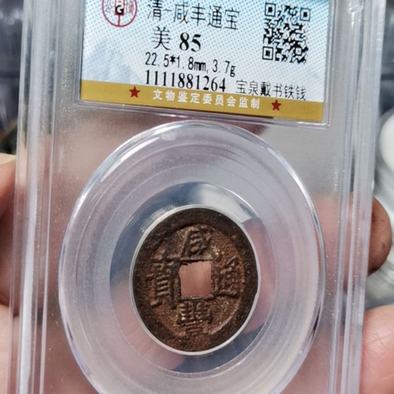 清-咸丰通宝
美 85
22.5*1.8mm, 3.7g
1111881264 宝泉戴书铁钱
★ 文物鉴定委员会监制 ★
咸
寶 通
豐